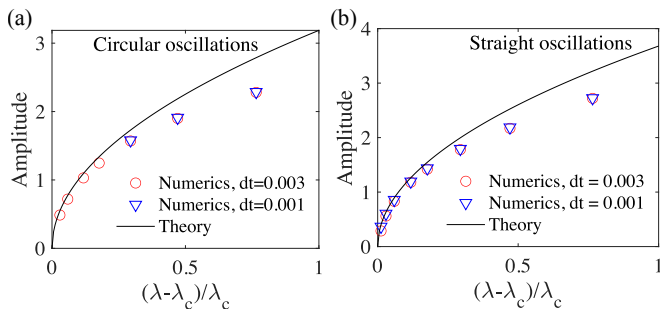 (a)
Circular oscillations
Amplitude
3
2
1
0
Numerics, dt=0.003
Numerics, dt=0.001
Theory
0
0.5
1
(λ-λc)/λc
(b)
Straight oscillations
Amplitude
4
3
2
1
0
Numerics, dt = 0.003
Numerics, dt = 0.001
Theory
0
0.5
1
(λ-λc)/λc